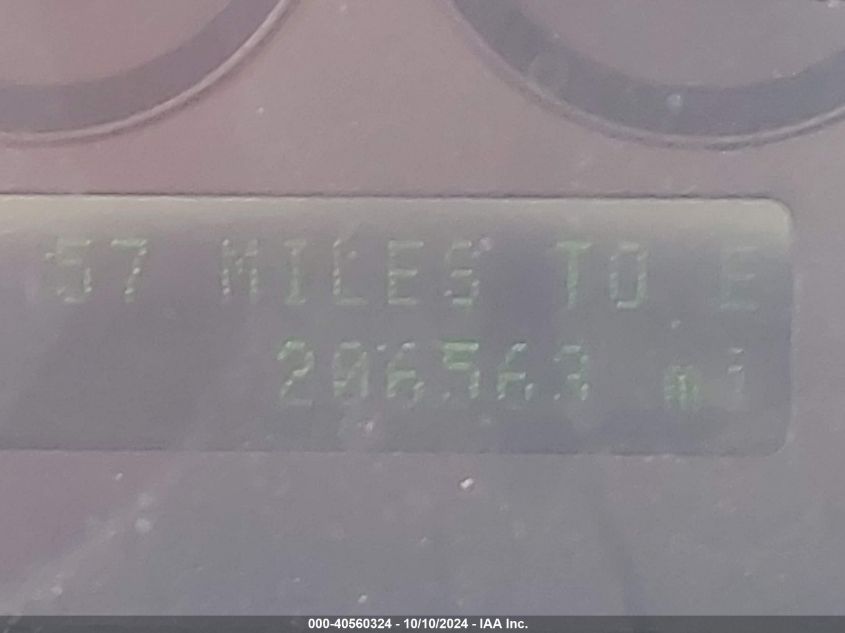 57 MILES TO E
206563 mi
000-40560324 - 10/10/2024 - IAA Inc.